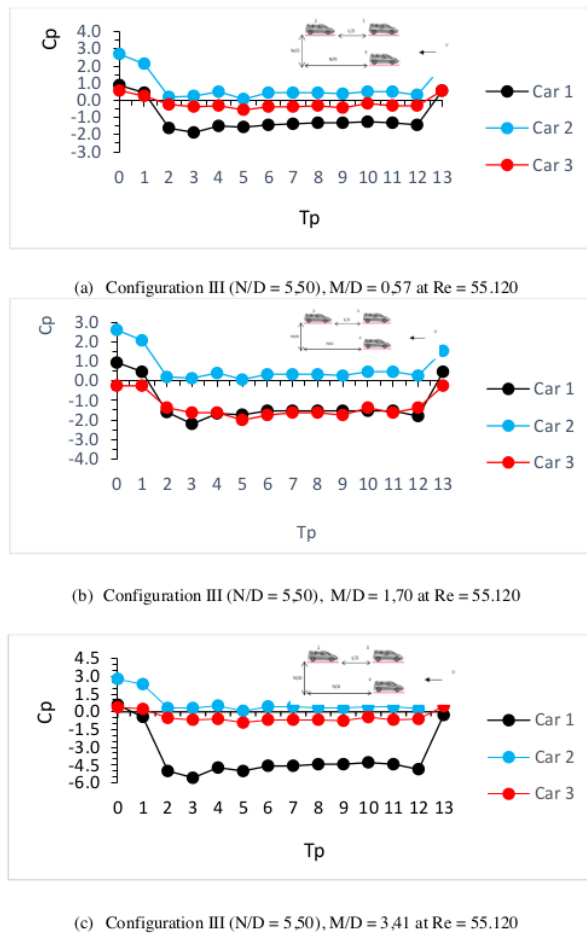 Cp
4.0
3.0
2.0
1.0
0.0
-1.0
-2.0
-3.0
0 1 2 3 4 5 6 7 8 9 10 11 12 13
Tp
Car 1
Car 2
Car 3
(a) Configuration III (N/D = 5,50), M/D = 0,57 at Re = 55.120
Cp
3.0
2.0
1.0
0.0
-1.0
-2.0
-3.0
-4.0
0 1 2 3 4 5 6 7 8 9 10 11 12 13
Tp
Car 1
Car 2
Car 3
(b) Configuration III (N/D = 5,50), M/D = 1,70 at Re = 55.120
Cp
4.5
3.0
1.5
0.0
-1.5
-3.0
-4.5
-6.0
0 1 2 3 4 5 6 7 8 9 10 11 12 13
Tp
Car 1
Car 2
Car 3
(c) Configuration III (N/D = 5,50), M/D = 3,41 at Re = 55.120